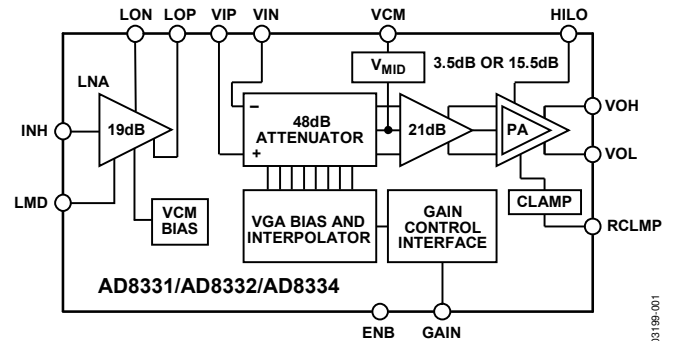 LON LOP VIP VIN VCM HILO
LNA
VMID
3.5dB OR 15.5dB
INH
19dB
–
+
48dB
ATTENUATOR
21dB
PA
VOH
VOL
LMD
VCM
BIAS
VGA BIAS AND
INTERPOLATOR
GAIN
CONTROL
INTERFACE
CLAMP
RCLMP
AD8331/AD8332/AD8334
ENB GAIN
03199-001